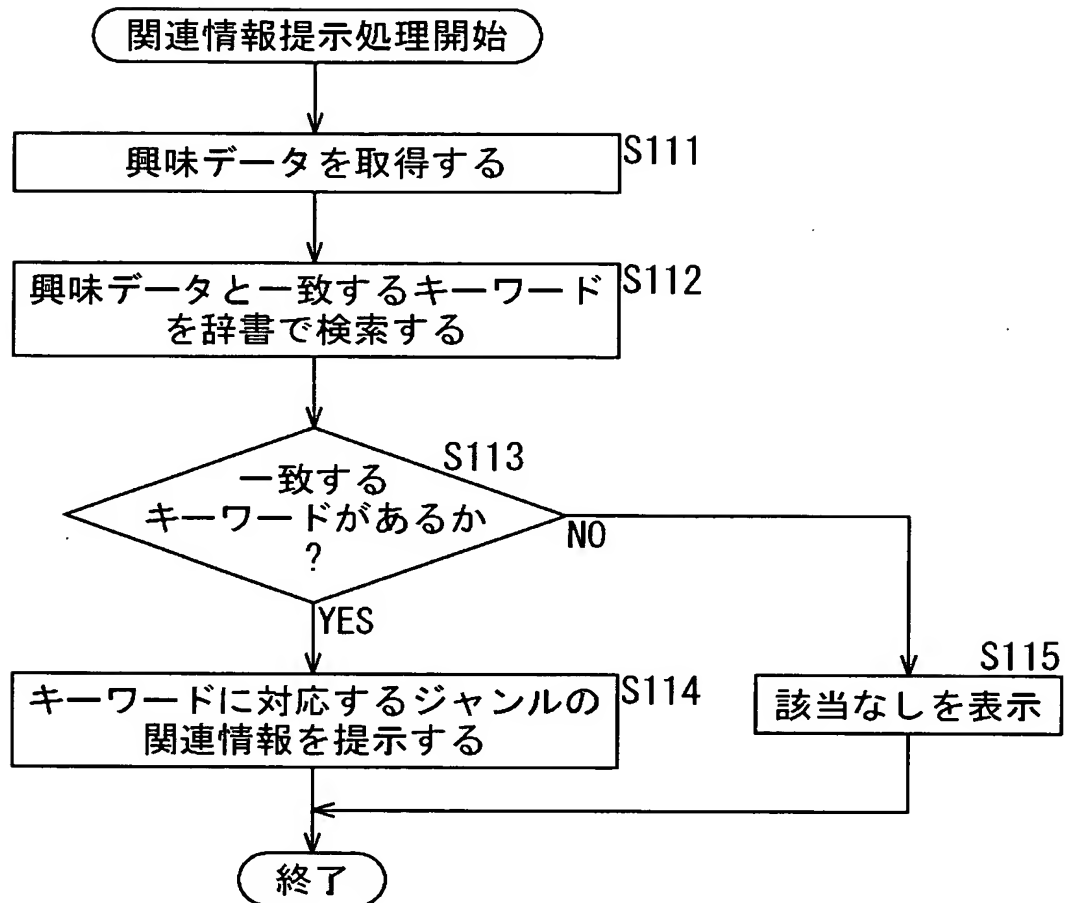 関連情報提示処理開始
興味データを取得する
S111
興味データと一致するキーワード
を辞書で検索する
S112
S113
一致する
キーワードがあるか
?
NO
YES
キーワードに対応するジャンルの
関連情報を提示する
S114
S115
該当なしを表示
終了